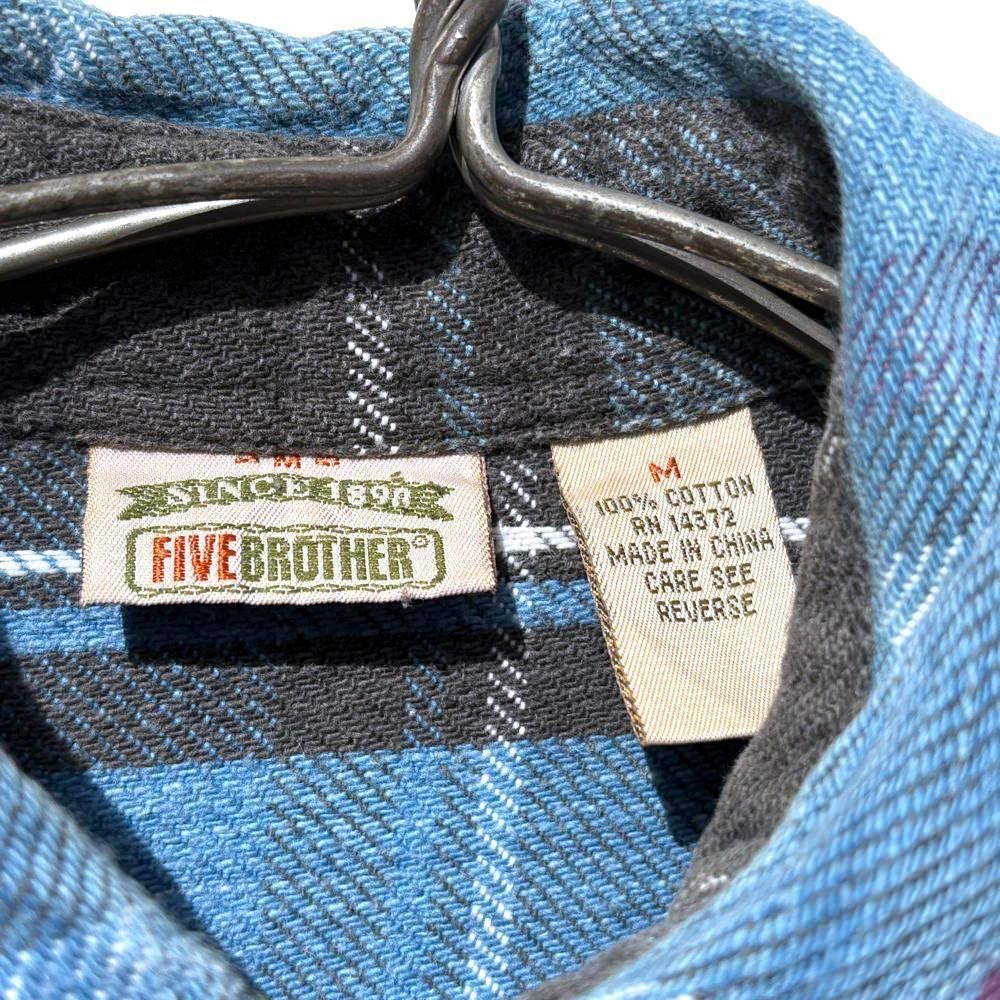 SINCE 1890
FIVEBROTHER®
M
100% COTTON
RN 14372
MADE IN CHINA
CARE SEE
REVERSE